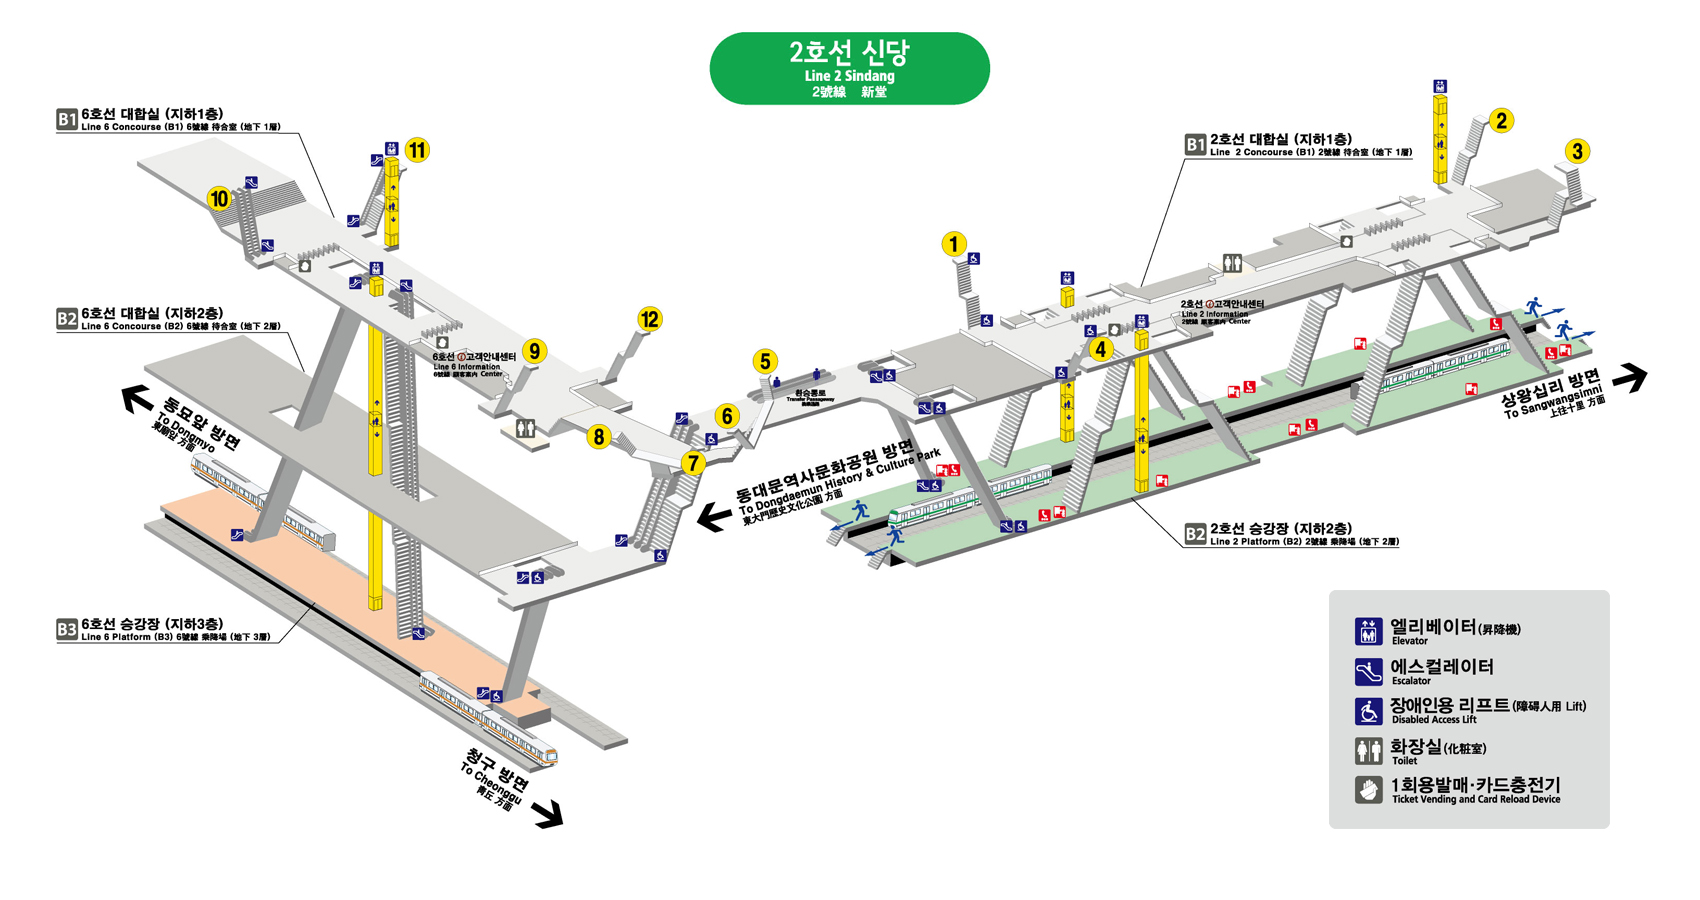 2호선 신당
Line 2 Sindang
2號線 新堂
B1 6호선 대합실 (지하1층)
Line 6 Concourse (B1) 6號線 待合室 (地下 1層)
11
10
B2 6호선 대합실 (지하2층)
Line 6 Concourse (B2) 6號線 待合室 (地下 2層)
6호선 i 고객안내센터
Line 6 Information
6號線 顧客案內 Center
9
12
8
7
6
5
환승통로
Transfer Passageway
1
4
2
3
B1 2호선 대합실 (지하1층)
Line 2 Concourse (B1) 2號線 待合室 (地下 1層)
2호선 i 고객안내센터
Line 2 Information
2號線 顧客案內 Center
동묘앞 방면
To Dongmyo
東廟앞 方面
동대문역사문화공원 방면
To Dongdaemun History & Culture Park
東大門歷史文化公園 方面
상왕십리 방면
To Sangwangsimni
上往十里 方面
B2 2호선 승강장 (지하2층)
Line 2 Platform (B2) 2號線 乘降場 (地下 2層)
B3 6호선 승강장 (지하3층)
Line 6 Platform (B3) 6號線 乘降場 (地下 3層)
청구 방면
To Cheonggu
靑丘 方面
엘리베이터(昇降機)
Elevator
에스컬레이터
Escalator
장애인용 리프트(障碍人用 Lift)
Disabled Access Lift
화장실(化粧室)
Toilet
1회용발매·카드충전기
Ticket Vending and Card Reload Device